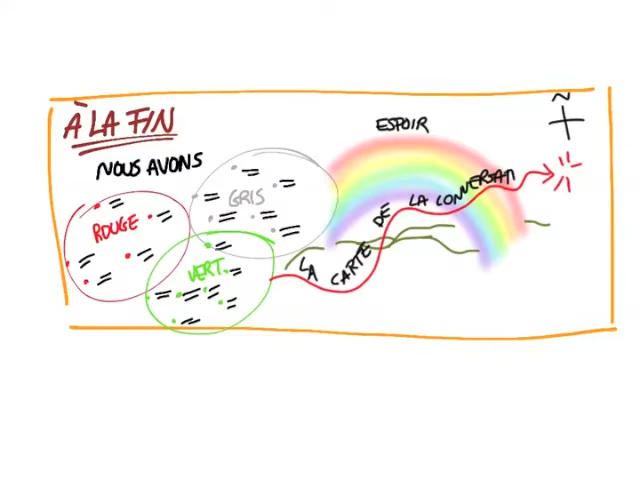 À LA FIN
NOUS AVONS
ROUGE
GRIS
VERT
ESPOIR
LA CARTE DE LA CONVERSATI